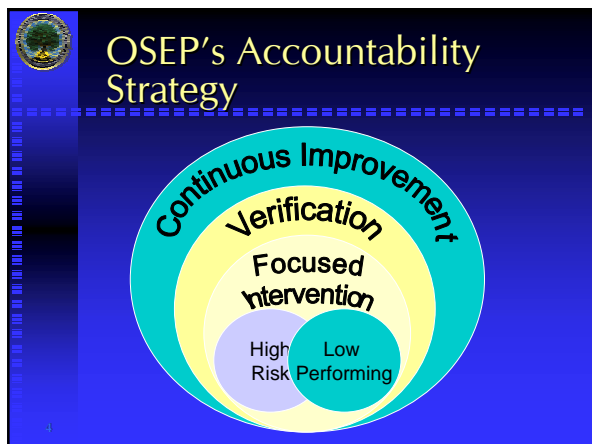 OSEP's Accountability
Strategy
Continuous Improvement
Verification
Focused
Intervention
High
Risk
Low
Performing
4